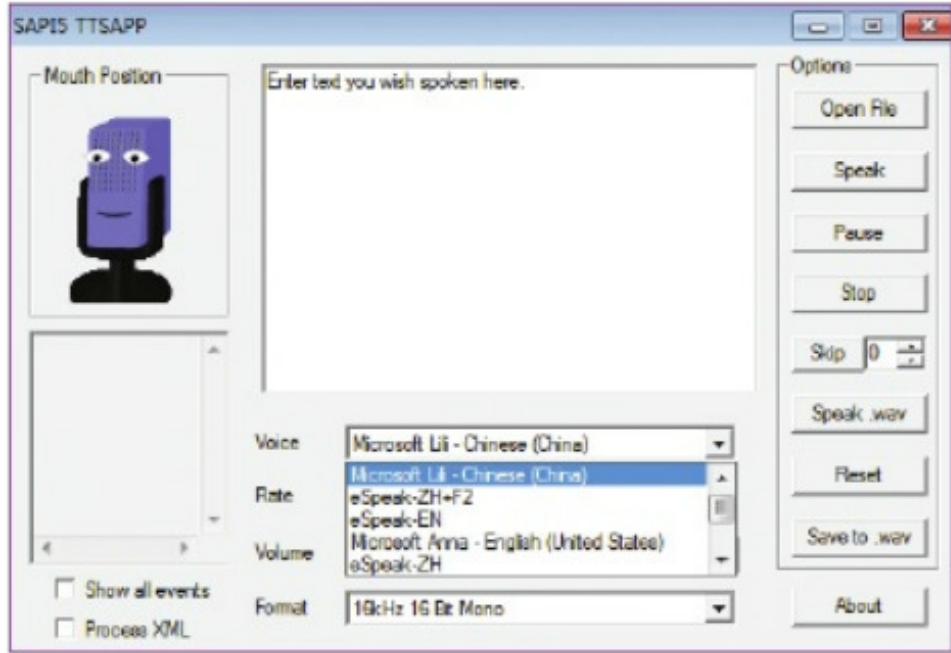 SAPI5 TTSAPP
Mouth Position
Enter text you wish spoken here.
Options
Open File
Speak
Pause
Stop
Skip 0
Speak .wav
Reset
Save to .wav
About
Voice Microsoft Lili - Chinese (China)
Microsoft Lili - Chinese (China)
Rate eSpeak-ZH+F2
eSpeak-EN
Microsoft Anna - English (United States)
Volume eSpeak-ZH
Format 16kHz 16 Bit Mono
Show all events
Process XML